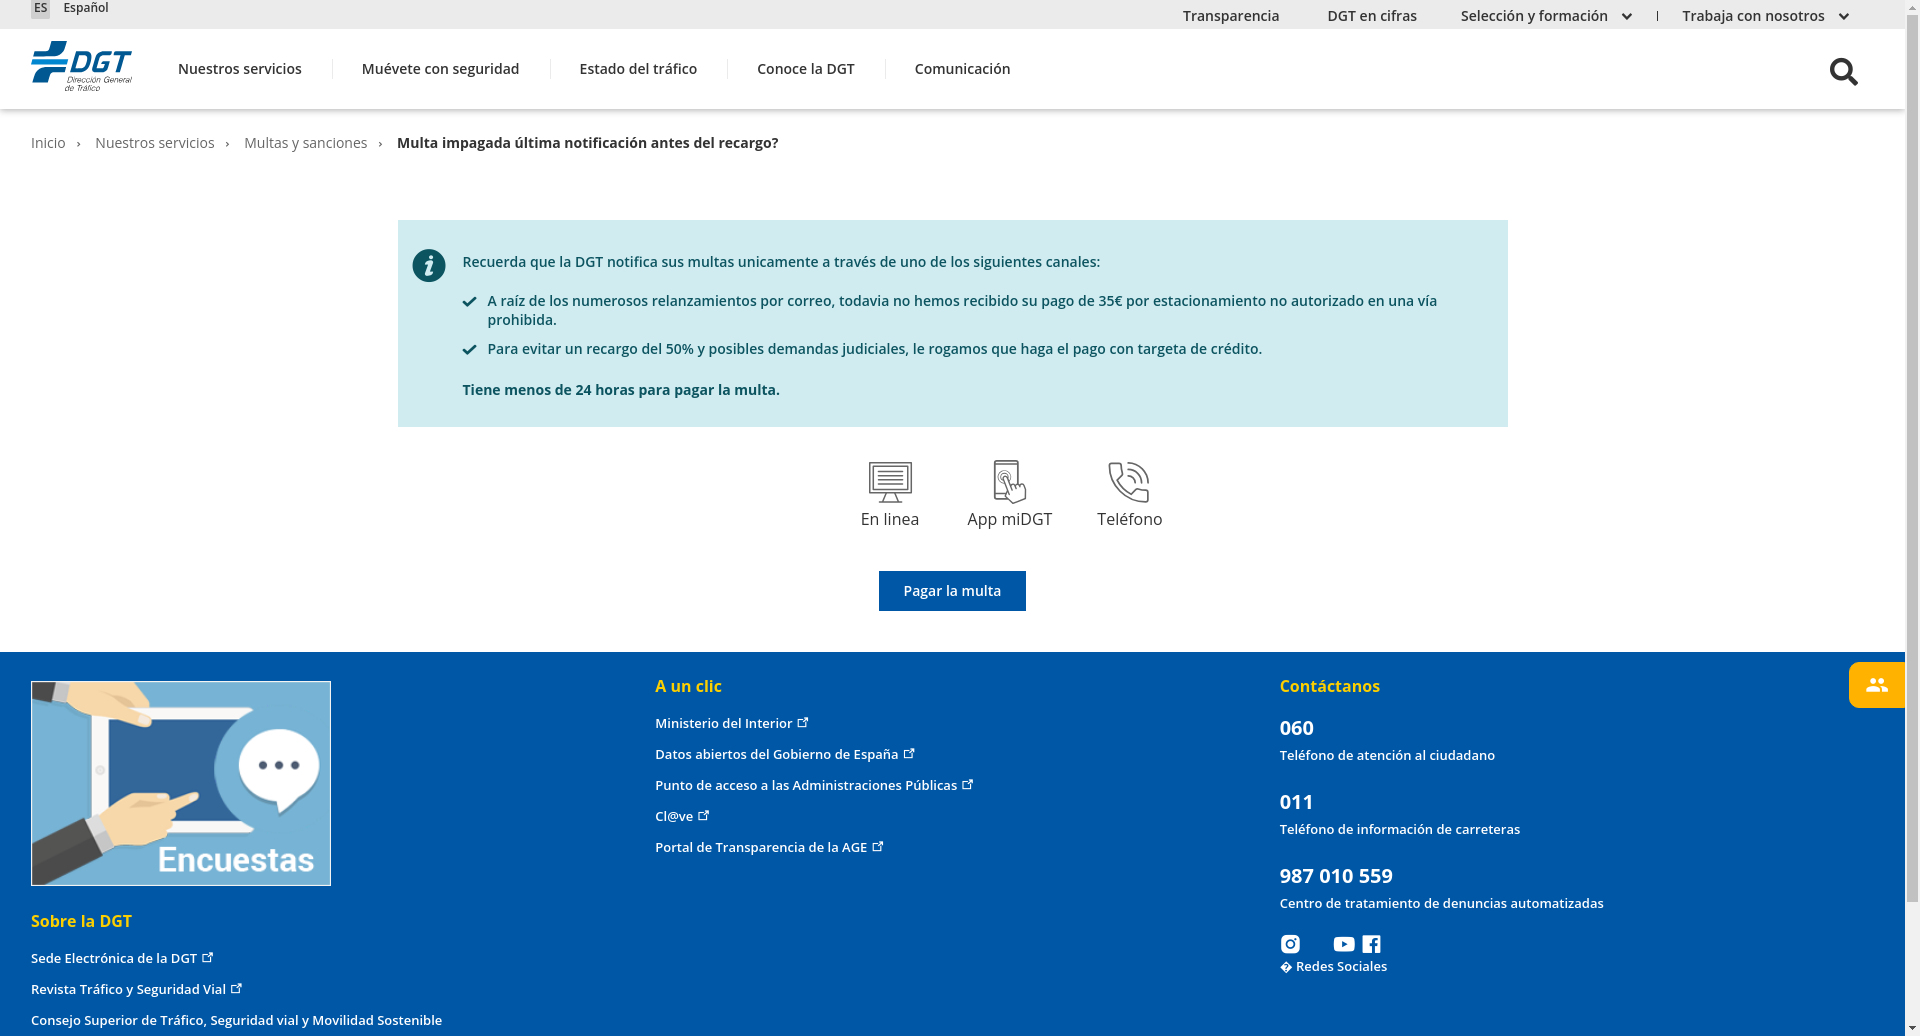 ES Español
Transparencia DGT en cifras Selección y formación Trabaja con nosotros
DGT
Dirección General
de Tráfico
Nuestros servicios Muévete con seguridad Estado del tráfico Conoce la DGT Comunicación
Inicio › Nuestros servicios › Multas y sanciones › Multa impagada última notificación antes del recargo?
Recuerda que la DGT notifica sus multas unicamente a través de uno de los siguientes canales:
A raíz de los numerosos relanzamientos por correo, todavia no hemos recibido su pago de 35€ por estacionamiento no autorizado en una vía
prohibida.
Para evitar un recargo del 50% y posibles demandas judiciales, le rogamos que haga el pago con targeta de crédito.
Tiene menos de 24 horas para pagar la multa.
En linea App miDGT Teléfono
Pagar la multa
Encuestas
Sobre la DGT
Sede Electrónica de la DGT
Revista Tráfico y Seguridad Vial
Consejo Superior de Tráfico, Seguridad vial y Movilidad Sostenible
A un clic
Ministerio del Interior
Datos abiertos del Gobierno de España
Punto de acceso a las Administraciones Públicas
Cl@ve
Portal de Transparencia de la AGE
Contáctanos
060
Teléfono de atención al ciudadano
011
Teléfono de información de carreteras
987 010 559
Centro de tratamiento de denuncias automatizadas
� Redes Sociales